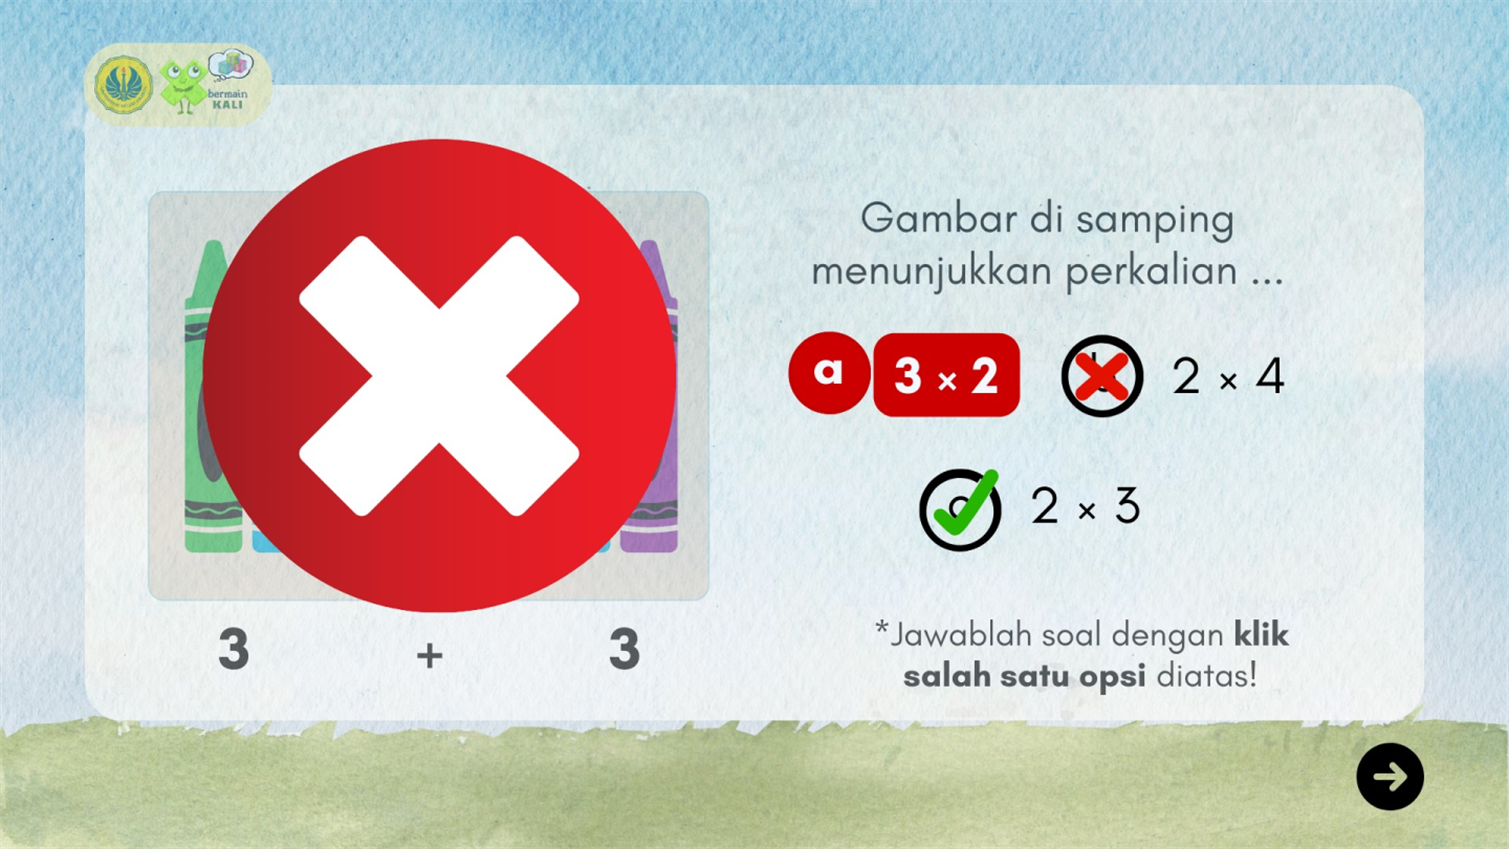 bermain
KALI
Gambar di samping
menunjukkan perkalian ...
a 3 × 2
2 × 4
2 × 3
3 + 3
*Jawablah soal dengan klik
salah satu opsi diatas!